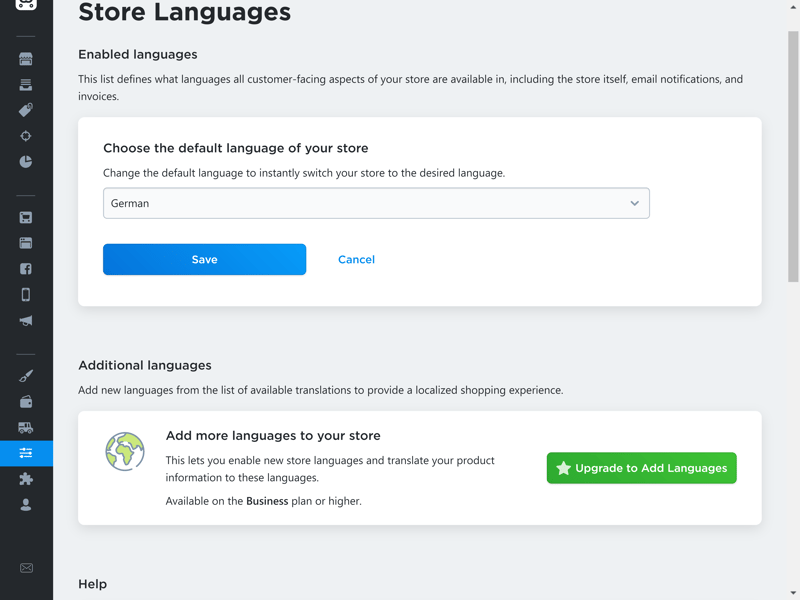 Store Languages
Enabled languages
This list defines what languages all customer-facing aspects of your store are available in, including the store itself, email notifications, and
invoices.
Choose the default language of your store
Change the default language to instantly switch your store to the desired language.
German
Save
Cancel
Additional languages
Add new languages from the list of available translations to provide a localized shopping experience.
Add more languages to your store
This lets you enable new store languages and translate your product
information to these languages.
Available on the Business plan or higher.
Upgrade to Add Languages
Help